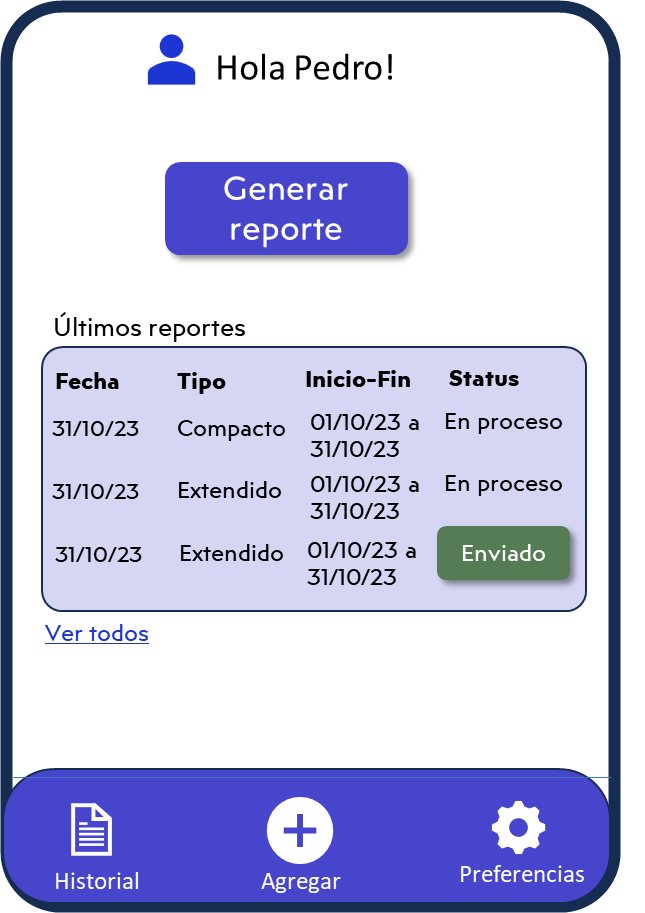 Hola Pedro!
Generar
reporte
Últimos reportes
Fecha Tipo Inicio-Fin Status
31/10/23 Compacto 01/10/23 a
31/10/23 En proceso
31/10/23 Extendido 01/10/23 a
31/10/23 En proceso
31/10/23 Extendido 01/10/23 a
31/10/23 Enviado
Ver todos
Historial Agregar Preferencias